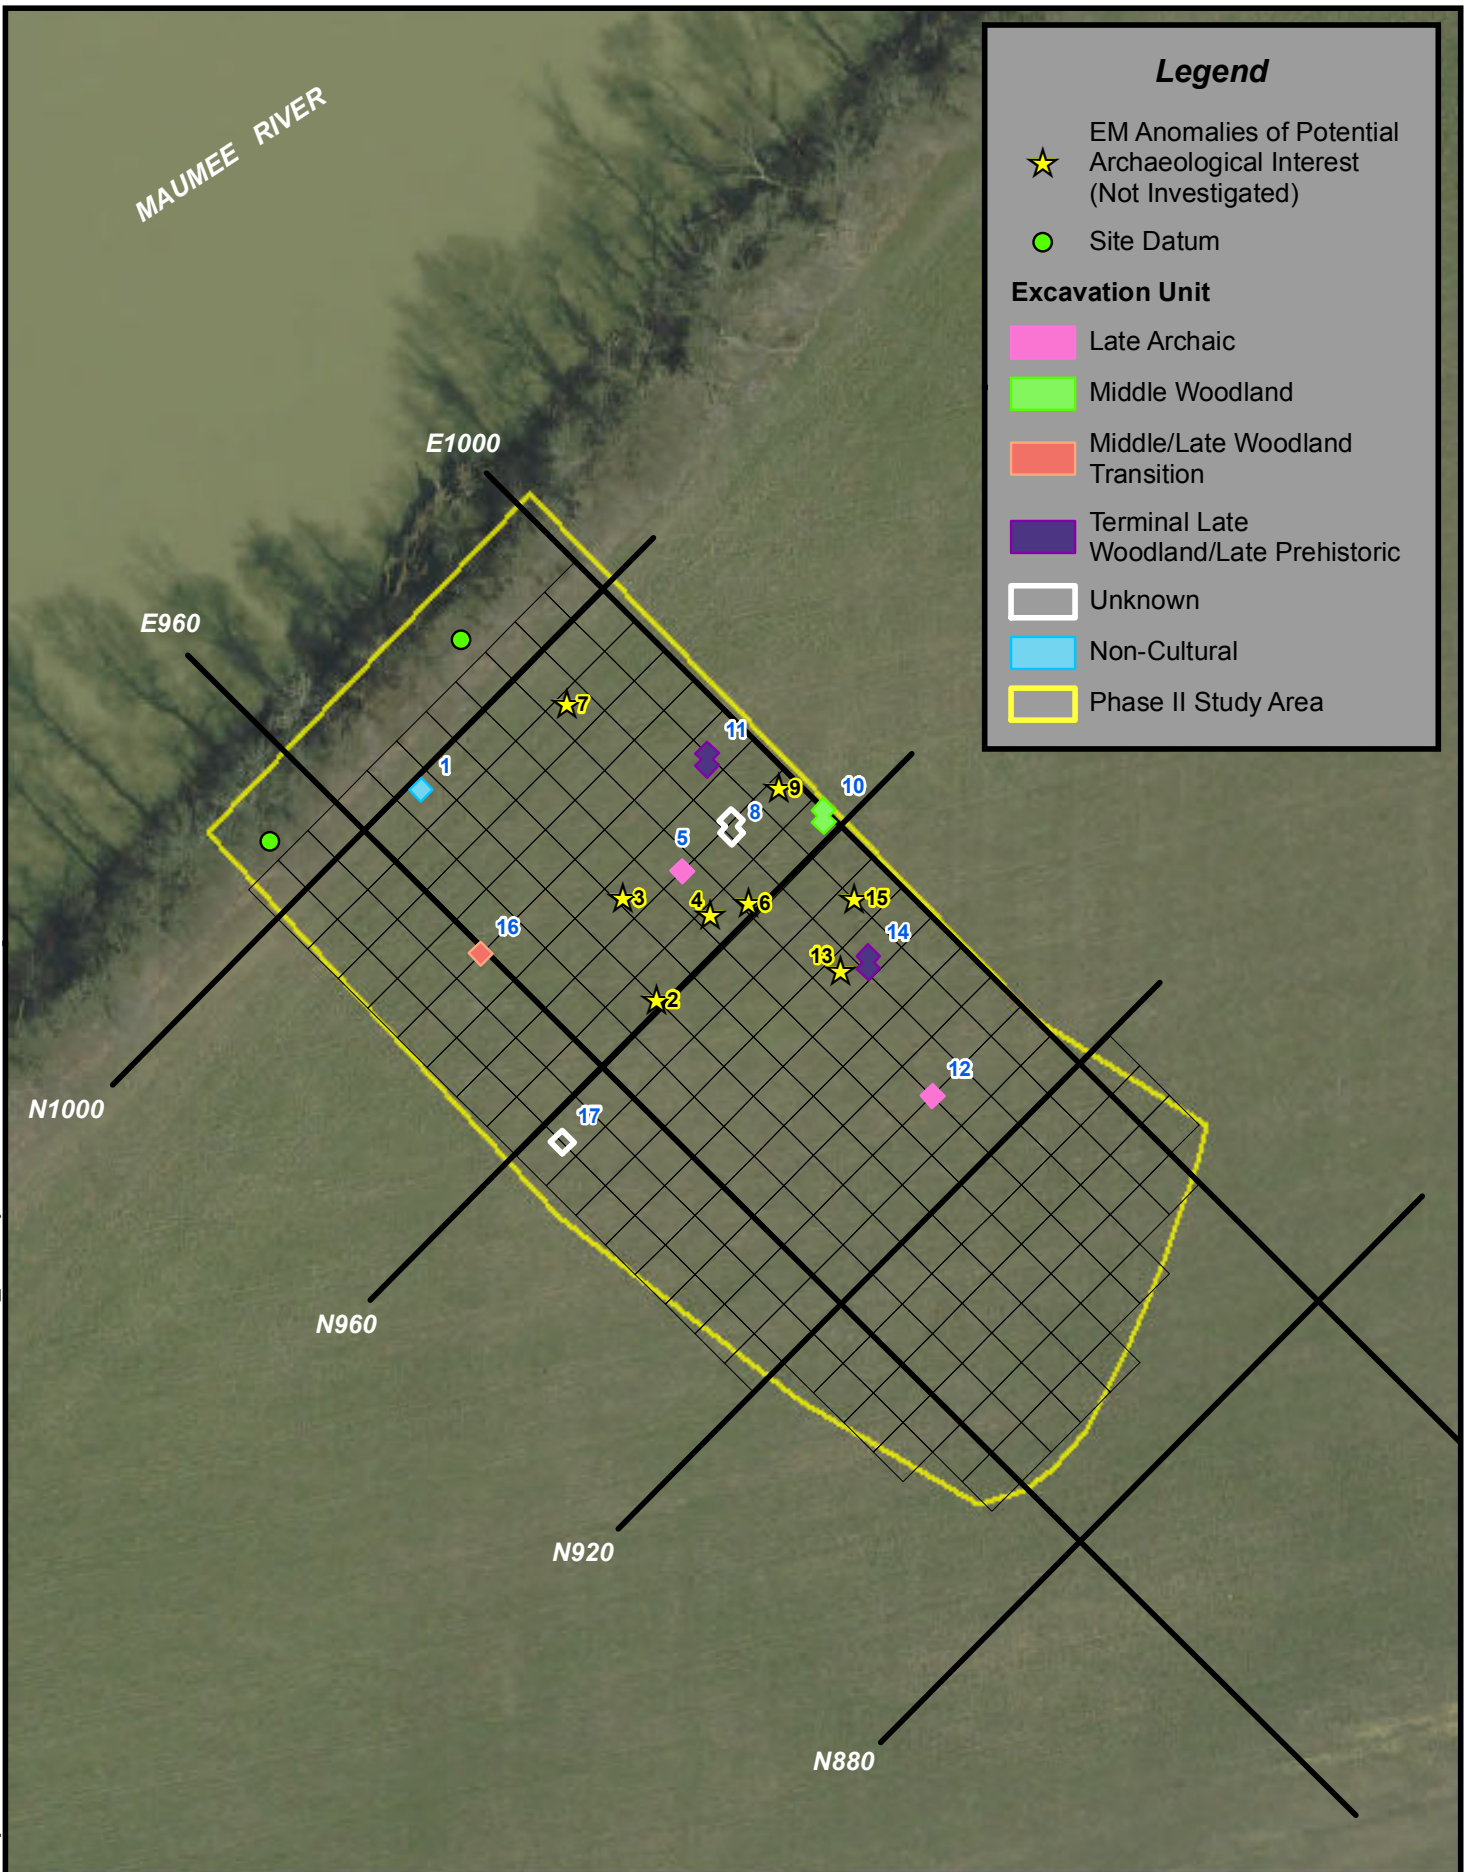 MAUMEE RIVER
Legend
EM Anomalies of Potential
Archaeological Interest
(Not Investigated)
Site Datum
Excavation Unit
Late Archaic
Middle Woodland
Middle/Late Woodland
Transition
Terminal Late
Woodland/Late Prehistoric
Unknown
Non-Cultural
Phase II Study Area
E1000
E960
7
11
1
9
10
8
5
3
4
6
15
16
14
13
2
12
N1000
17
N960
N920
N880